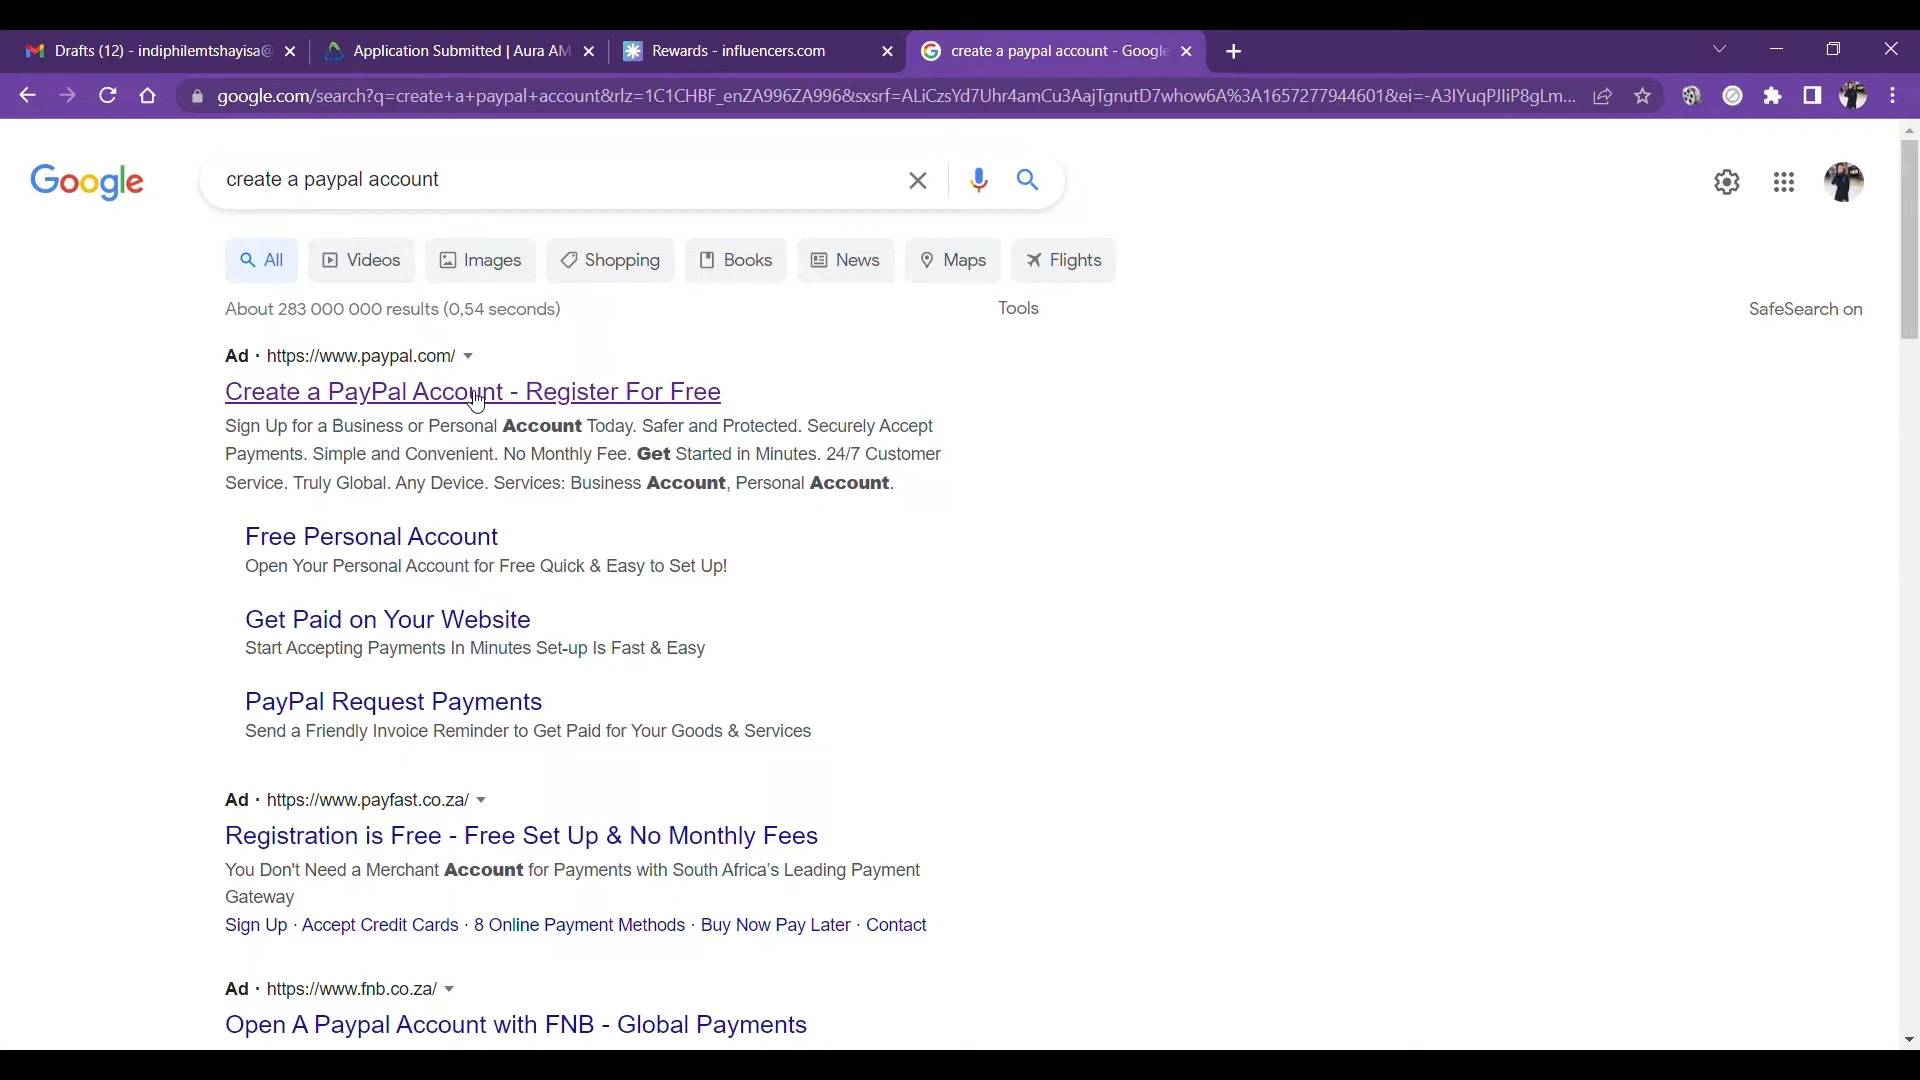 Drafts (12) - indiphilemtshayisa@
Application Submitted | Aura AM
Rewards - influencers.com
create a paypal account - Google
google.com/search?q=create+a+paypal+account&rlz=1C1CHBF_enZA996ZA996&sxsrf=ALiCzsYd7Uhr4amCu3AajTgnutD7whow6A%3A1657277944601&ei=-A3IYuqPJIiP8gLm...
Google
create a paypal account
All
Videos
Images
Shopping
Books
News
Maps
Flights
About 283 000 000 results (0,54 seconds)
Tools
SafeSearch on
Ad · https://www.paypal.com/
Create a PayPal Account - Register For Free
Sign Up for a Business or Personal Account Today. Safer and Protected. Securely Accept
Payments. Simple and Convenient. No Monthly Fee. Get Started in Minutes. 24/7 Customer
Service. Truly Global. Any Device. Services: Business Account, Personal Account.
Free Personal Account
Open Your Personal Account for Free Quick & Easy to Set Up!
Get Paid on Your Website
Start Accepting Payments In Minutes Set-up Is Fast & Easy
PayPal Request Payments
Send a Friendly Invoice Reminder to Get Paid for Your Goods & Services
Ad · https://www.payfast.co.za/
Registration is Free - Free Set Up & No Monthly Fees
You Don't Need a Merchant Account for Payments with South Africa's Leading Payment
Gateway
Sign Up · Accept Credit Cards · 8 Online Payment Methods · Buy Now Pay Later · Contact
Ad · https://www.fnb.co.za/
Open A Paypal Account with FNB - Global Payments